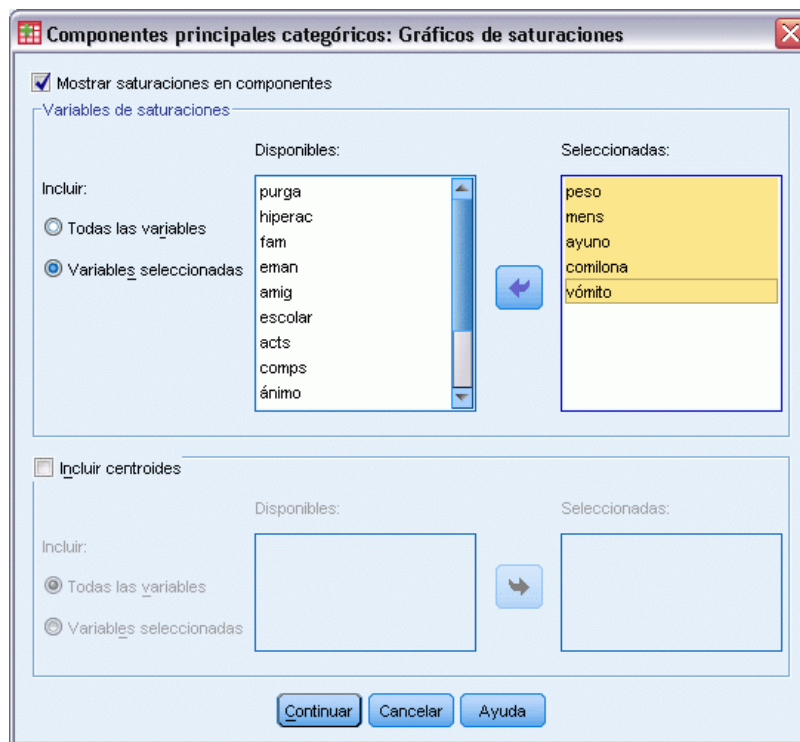 Componentes principales categóricos: Gráficos de saturaciones
Mostrar saturaciones en componentes
Variables de saturaciones
Disponibles:
Seleccionadas:
Incluir:
Todas las variables
Variables seleccionadas
purga
hiperac
fam
eman
amig
escolar
acts
comps
ánimo
peso
mens
ayuno
comilona
vómito
Incluir centroides
Disponibles:
Seleccionadas:
Incluir:
Todas las variables
Variables seleccionadas
Continuar
Cancelar
Ayuda